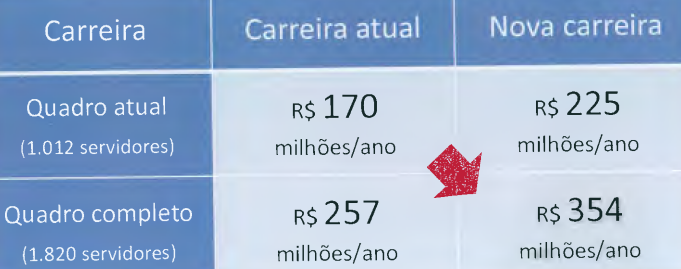 Carreira Carreira atual Nova carreira
Quadro atual R$ 170 R$ 225
(1.012 servidores) milhões/ano milhões/ano
Quadro completo R$ 257 R$ 354
(1.820 servidores) milhões/ano milhões/ano